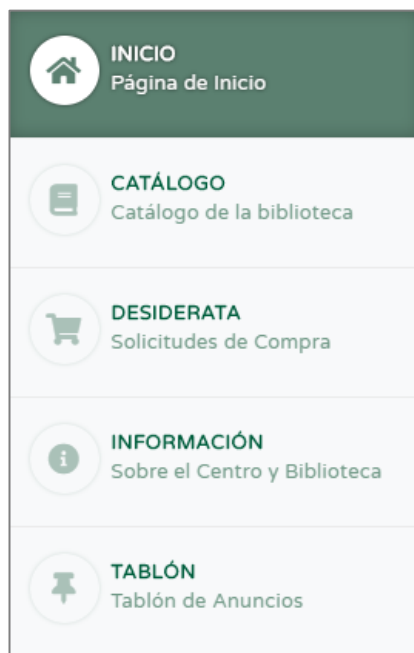 INICIO
Página de Inicio
CATÁLOGO
Catálogo de la biblioteca
DESIDERATA
Solicitudes de Compra
INFORMACIÓN
Sobre el Centro y Biblioteca
TABLÓN
Tablón de Anuncios